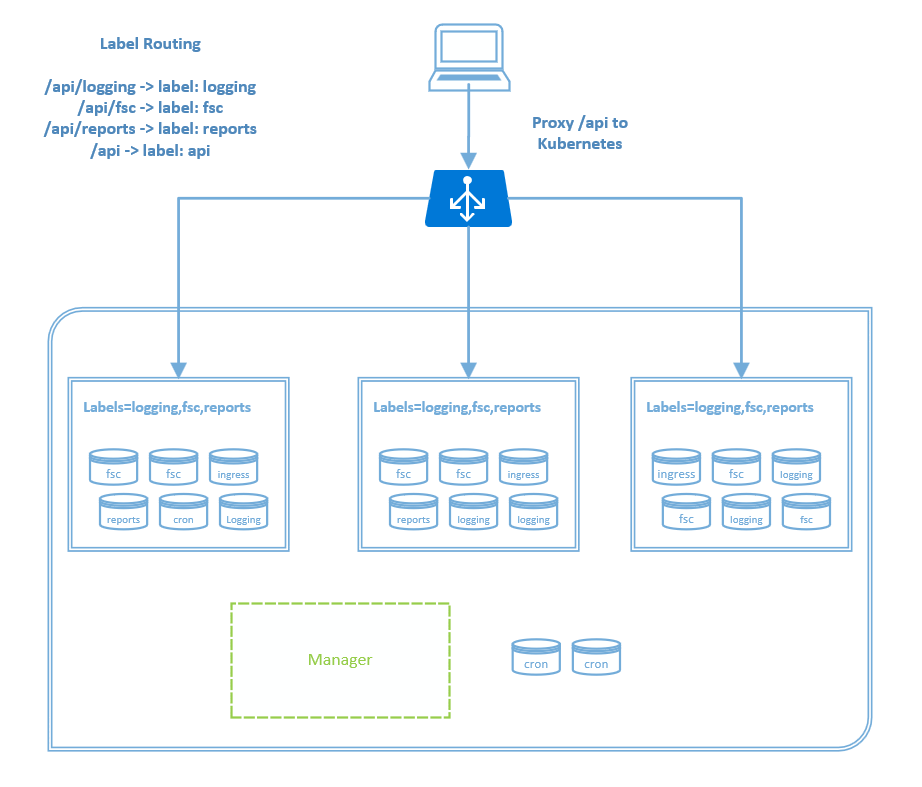 Label Routing
/api/logging -> label: logging
/api/fsc -> label: fsc
/api/reports -> label: reports
/api -> label: api
Proxy /api to
Kubernetes
Labels=logging,fsc,reports
fsc
fsc
ingress
reports
cron
Logging
Labels=logging,fsc,reports
fsc
fsc
ingress
reports
logging
logging
Labels=logging,fsc,reports
ingress
fsc
logging
fsc
logging
fsc
Manager
cron
cron